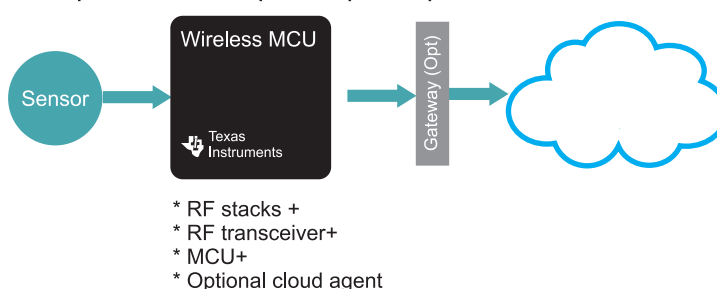 Wireless MCU
Sensor
Gateway (Opt)
Texas
Instruments
* RF stacks +
* RF transceiver+
* MCU+
* Optional cloud agent